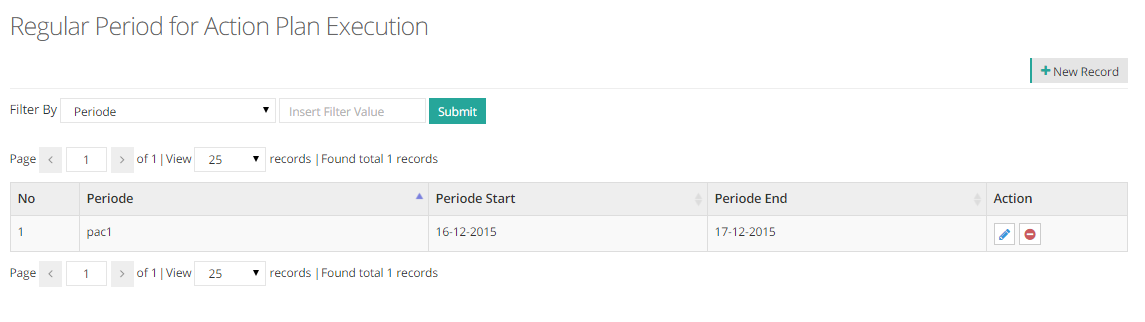 Regular Period for Action Plan Execution
+ New Record
Filter By Periode Insert Filter Value Submit
Page < 1 > of 1 | View 25 records | Found total 1 records
No Periode Periode Start Periode End Action
1 pac1 16-12-2015 17-12-2015
Page < 1 > of 1 | View 25 records | Found total 1 records